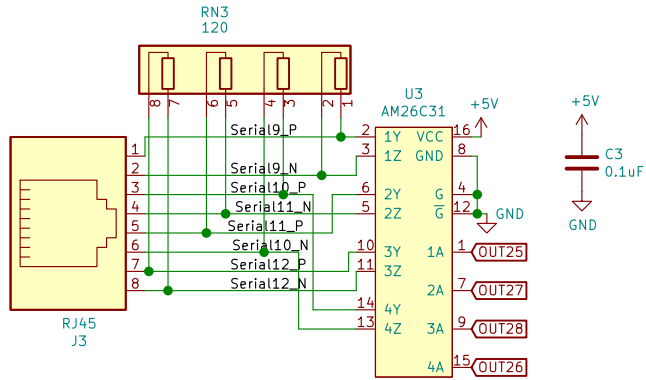 RN3
120
8 7 6 5 4 3 2 1
U3
AM26C31
+5V
+5V
Serial9_P
2 1Y VCC 16
1
3 1Z GND 8
C3
0.1uF
2
Serial9_N
3
Serial10_P
6 2Y G 4
4
Serial11_N
5 2Z G 12
GND
GND
5
Serial11_P
6
Serial10_N
10 3Y 1A 1 OUT25
7
Serial12_P
11 3Z
8
Serial12_N
2A 7 OUT27
14 4Y
13 4Z 3A 9 OUT28
RJ45
J3
4A 15 OUT26